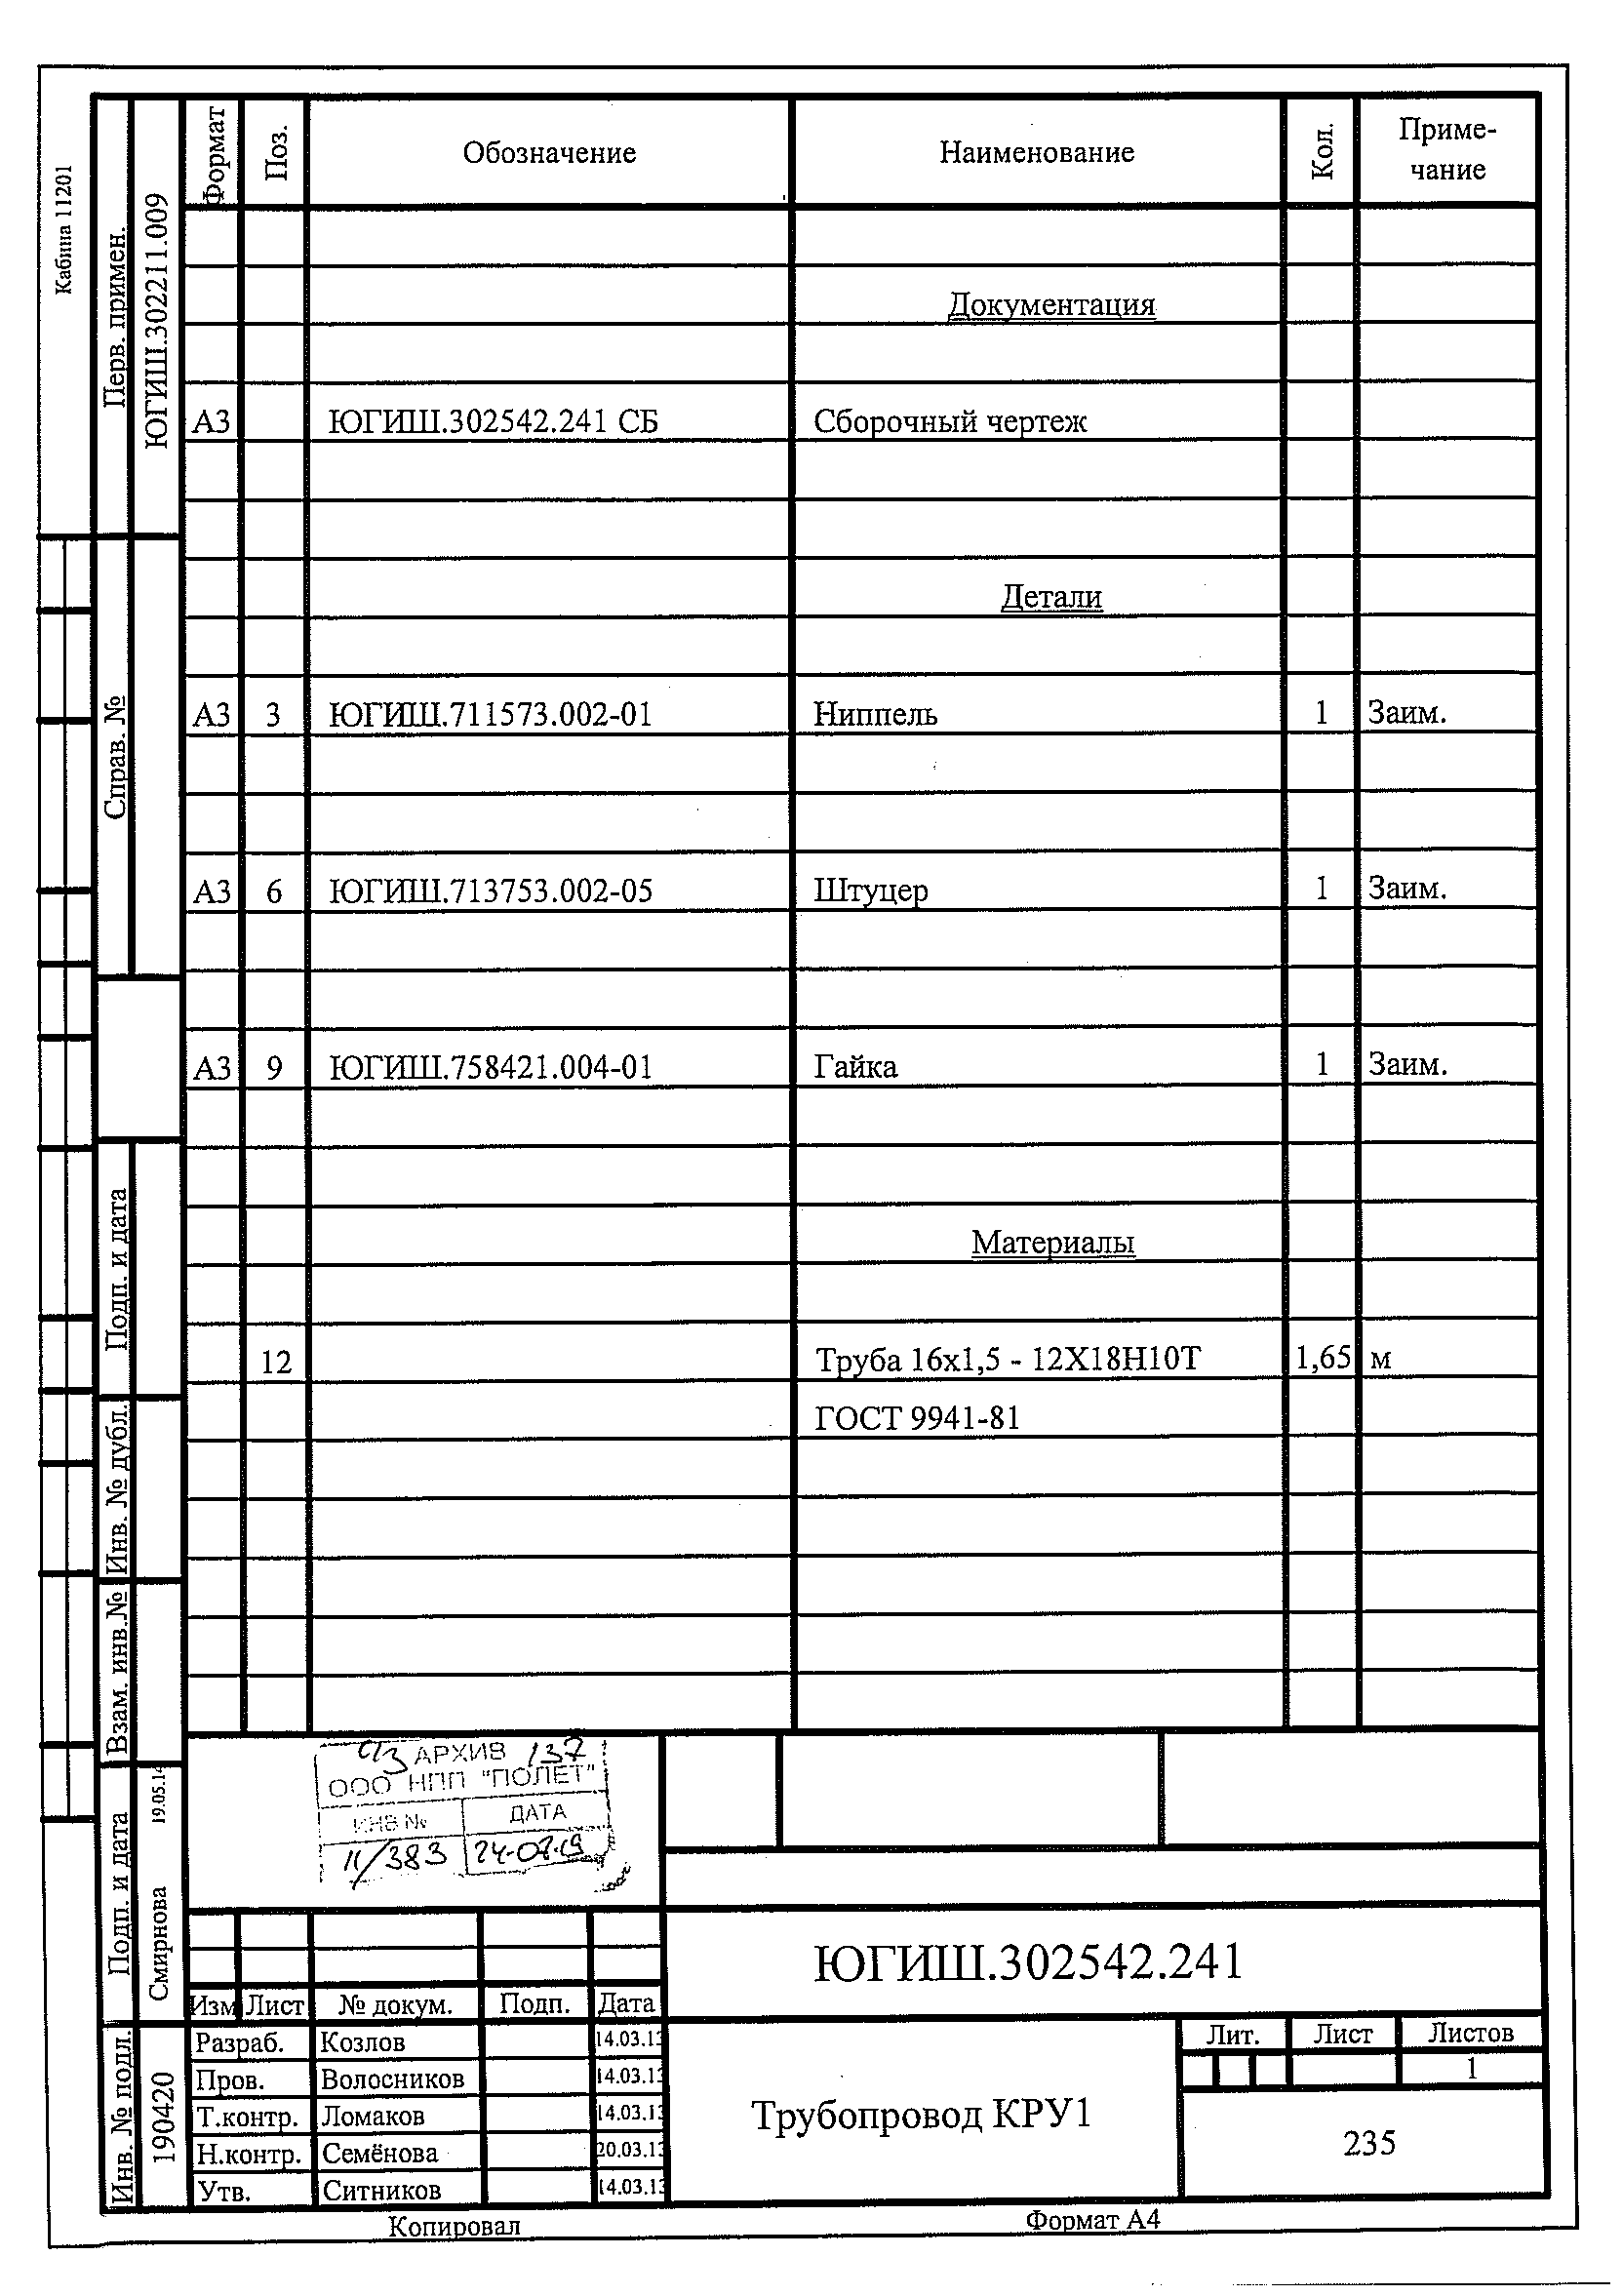 Кабина 11201
Перв. примен.
ЮГИШ.302211.009
Справ. №
Подп. и дата
Инв. № дубл.
Взам. инв.№
Подп. и дата
Смирнова 19.05.14
Инв. № подл.
190420
Формат Поз. Обозначение Наименование Кол. Приме-
чание
Документация
А3 ЮГИШ.302542.241 СБ Сборочный чертеж
Детали
А3 3 ЮГИШ.711573.002-01 Ниппель 1 Заим.
А3 6 ЮГИШ.713753.002-05 Штуцер 1 Заим.
А3 9 ЮГИШ.758421.004-01 Гайка 1 Заим.
Материалы
12 Труба 16х1,5 - 12Х18Н10Т 1,65 м
ГОСТ 9941-81
АРХИВ 137
ООО НПП "ПОЛЕТ"
ИНВ № ДАТА
11/383
ЮГИШ.302542.241
Изм Лист № докум. Подп. Дата
Разраб. Козлов 14.03.13
Пров. Волосников 14.03.13
Т.контр. Ломаков 14.03.13
Н.контр. Семёнова 20.03.13
Утв. Ситников 14.03.13
Трубопровод КРУ1
Лит. Лист Листов
1
235
Копировал Формат А4